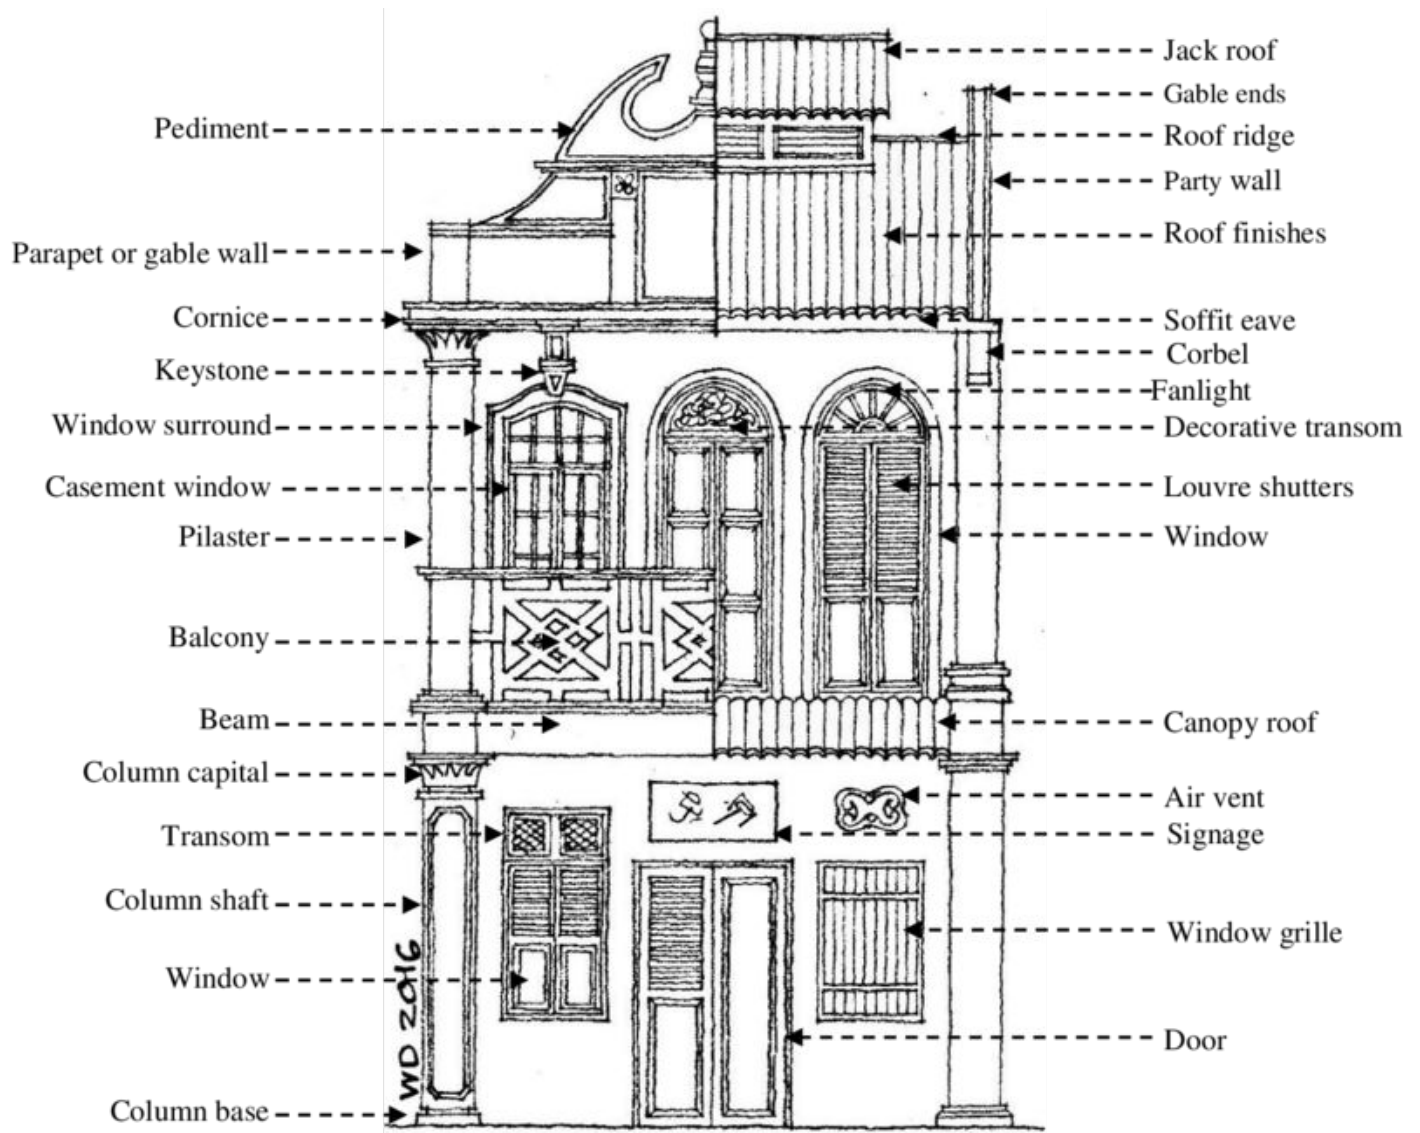 Pediment
Parapet or gable wall
Cornice
Keystone
Window surround
Casement window
Pilaster
Balcony
Beam
Column capital
Transom
Column shaft
Window
Column base
WD 2016
Jack roof
Gable ends
Roof ridge
Party wall
Roof finishes
Soffit eave
Corbel
Fanlight
Decorative transom
Louvre shutters
Window
Canopy roof
Air vent
Signage
Window grille
Door